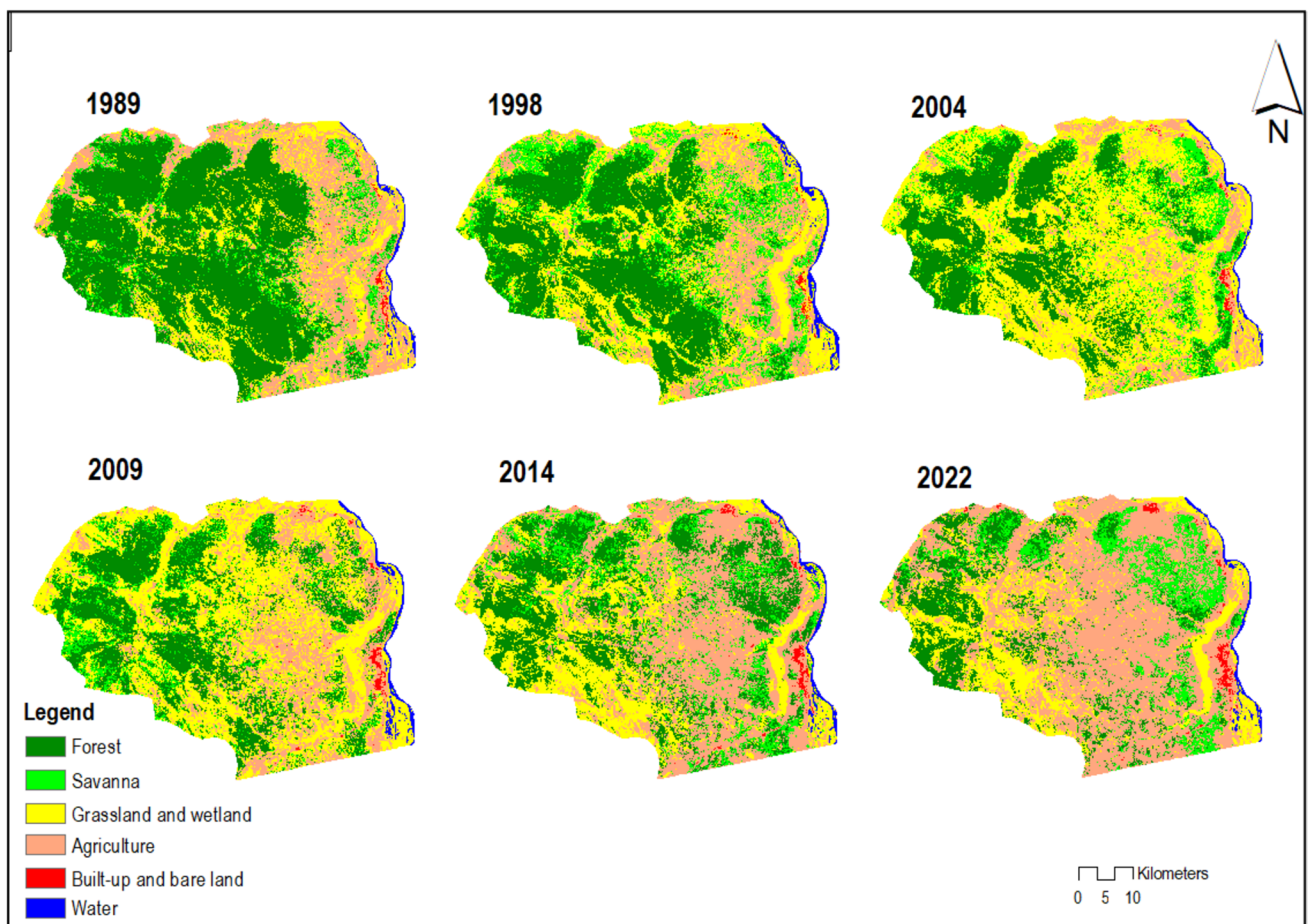 1989
1998
2004
N
2009
2014
2022
Legend
Forest
Savanna
Grassland and wetland
Agriculture
Built-up and bare land
Water
Kilometers
0 5 10